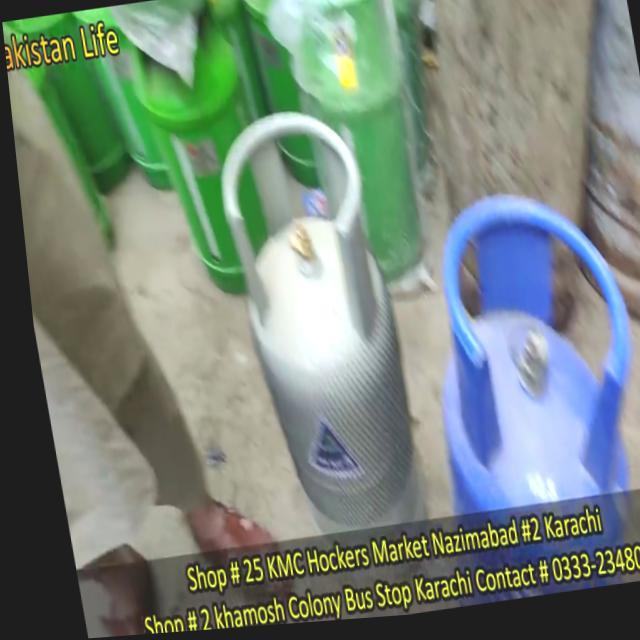 akistan Life
Shop # 25 KMC Hockers Market Nazimabad #2 Karachi
Shop # 2 khamosh Colony Bus Stop Karachi Contact # 0333-23480